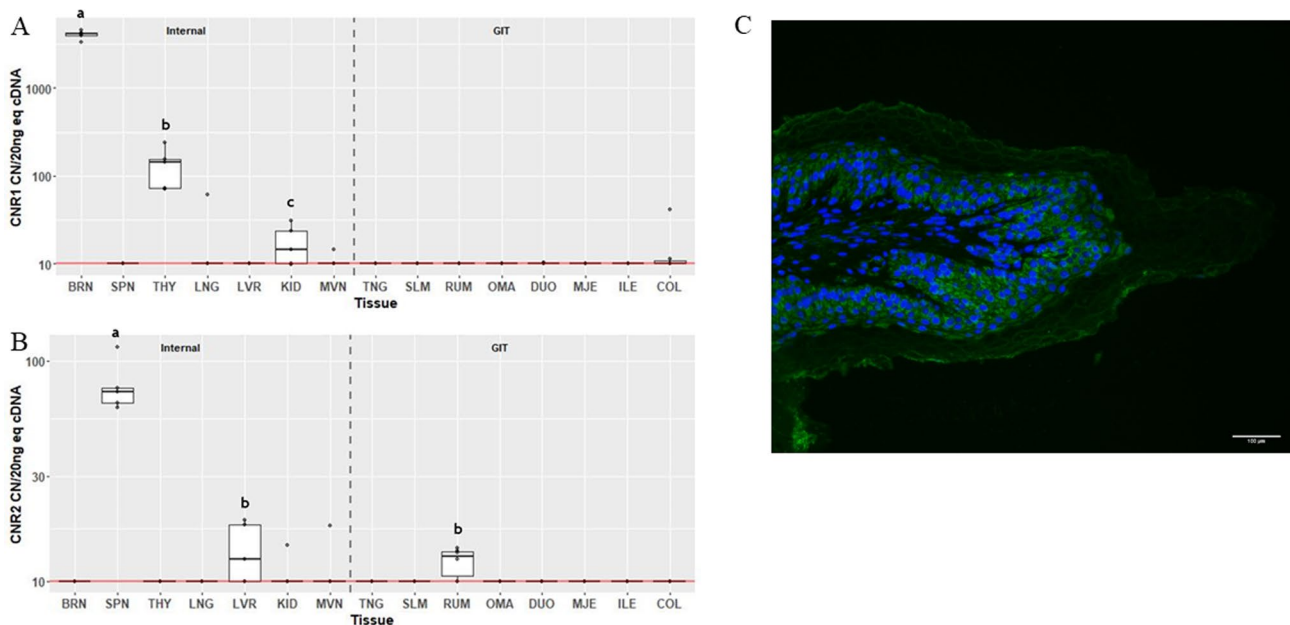 A
a
Internal
GIT
CNR1 CN/20ng eq cDNA
1000
b
100
c
10
BRN SPN THY LNG LVR KID MVN TNG SLM RUM OMA DUO MJE ILE COL
Tissue
B
a
Internal
GIT
CNR2 CN/20ng eq cDNA
100
30
b
b
10
BRN SPN THY LNG LVR KID MVN TNG SLM RUM OMA DUO MJE ILE COL
Tissue
C
100 µm